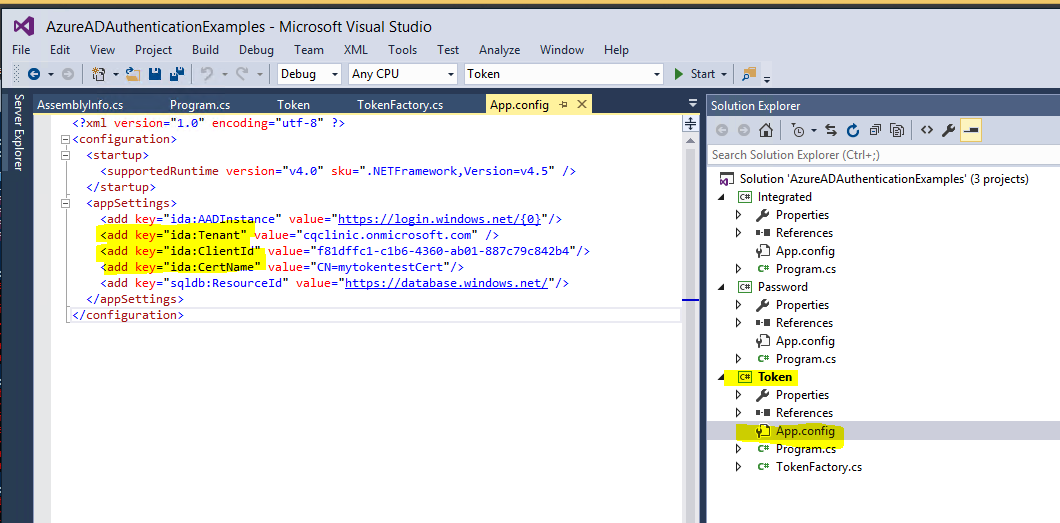 AzureADAuthenticationExamples - Microsoft Visual Studio
File Edit View Project Build Debug Team XML Tools Test Analyze Window Help
Debug Any CPU Token Start
Server Explorer
AssemblyInfo.cs Program.cs Token TokenFactory.cs App.config
<?xml version="1.0" encoding="utf-8" ?>
<configuration>
<startup>
<supportedRuntime version="v4.0" sku=".NETFramework,Version=v4.5" />
</startup>
<appSettings>
<add key="ida:AADInstance" value="https://login.windows.net/{0}"/>
<add key="ida:Tenant" value="cqclinic.onmicrosoft.com" />
<add key="ida:ClientId" value="f81dffc1-c1b6-4360-ab01-887c79c842b4"/>
<add key="ida:CertName" value="CN=mytokentestCert"/>
<add key="sqldb:ResourceId" value="https://database.windows.net/"/>
</appSettings>
</configuration>
Solution Explorer
Search Solution Explorer (Ctrl+;)
Solution 'AzureADAuthenticationExamples' (3 projects)
C# Integrated
Properties
References
App.config
C# Program.cs
C# Password
Properties
References
App.config
C# Program.cs
C# Token
Properties
References
App.config
C# Program.cs
C# TokenFactory.cs